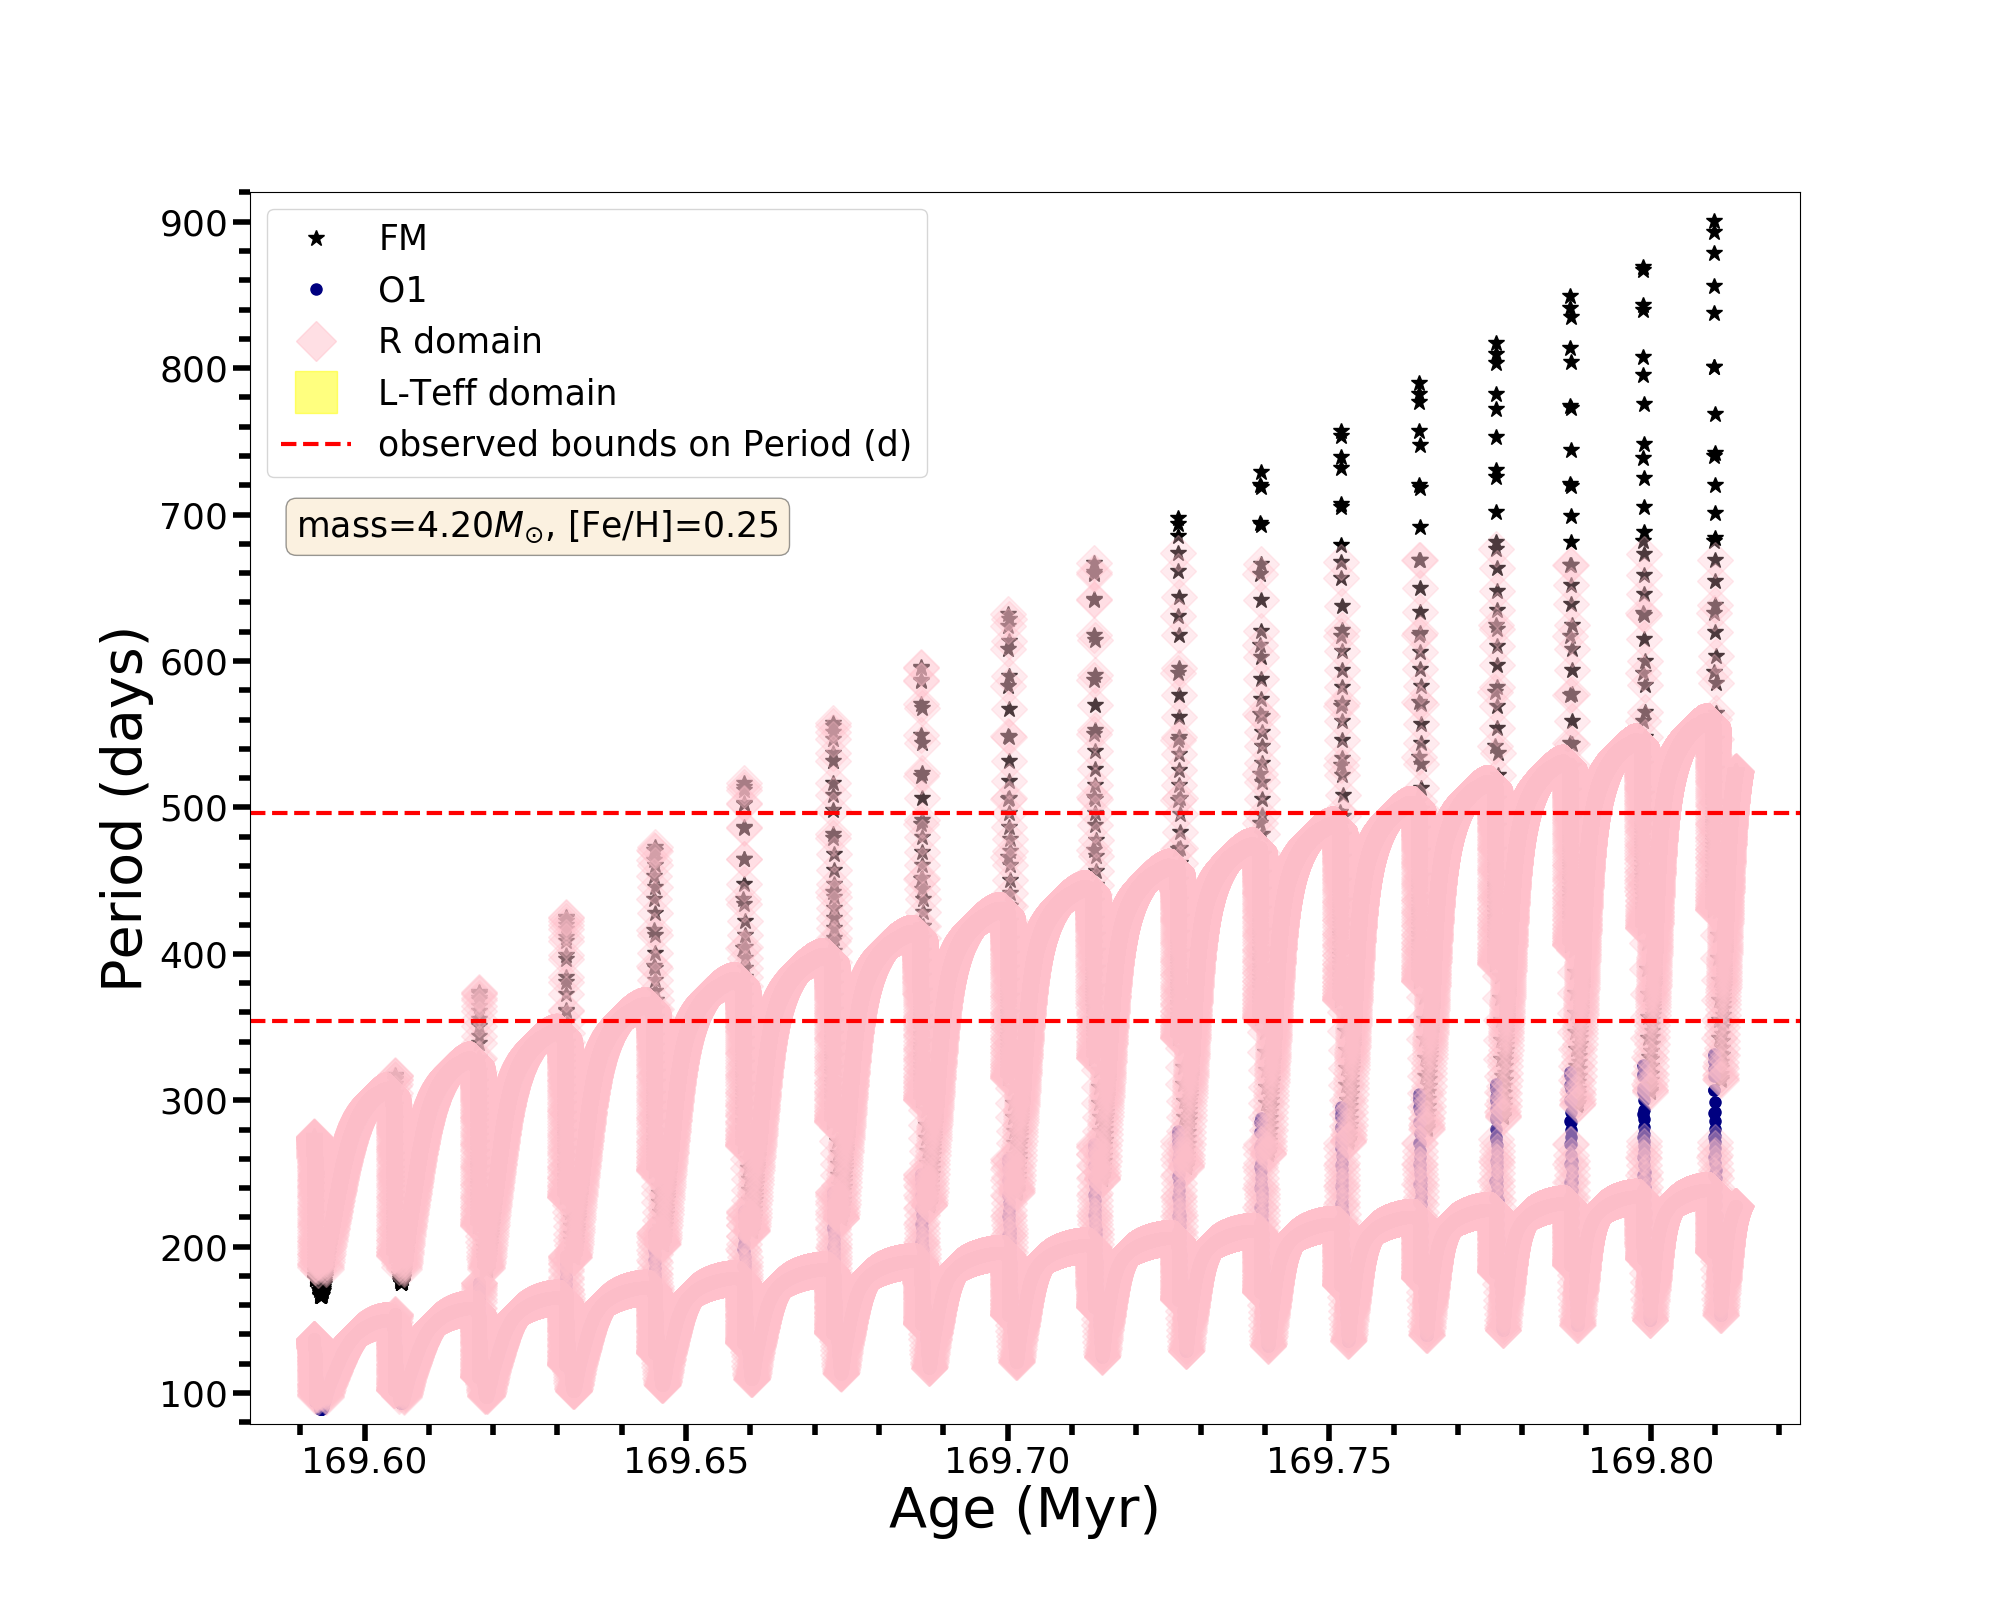 FM
O1
R domain
L-Teff domain
observed bounds on Period (d)
mass=4.20M☉, [Fe/H]=0.25
900
800
700
600
500
400
300
200
100
Period (days)
169.60 169.65 169.70 169.75 169.80
Age (Myr)